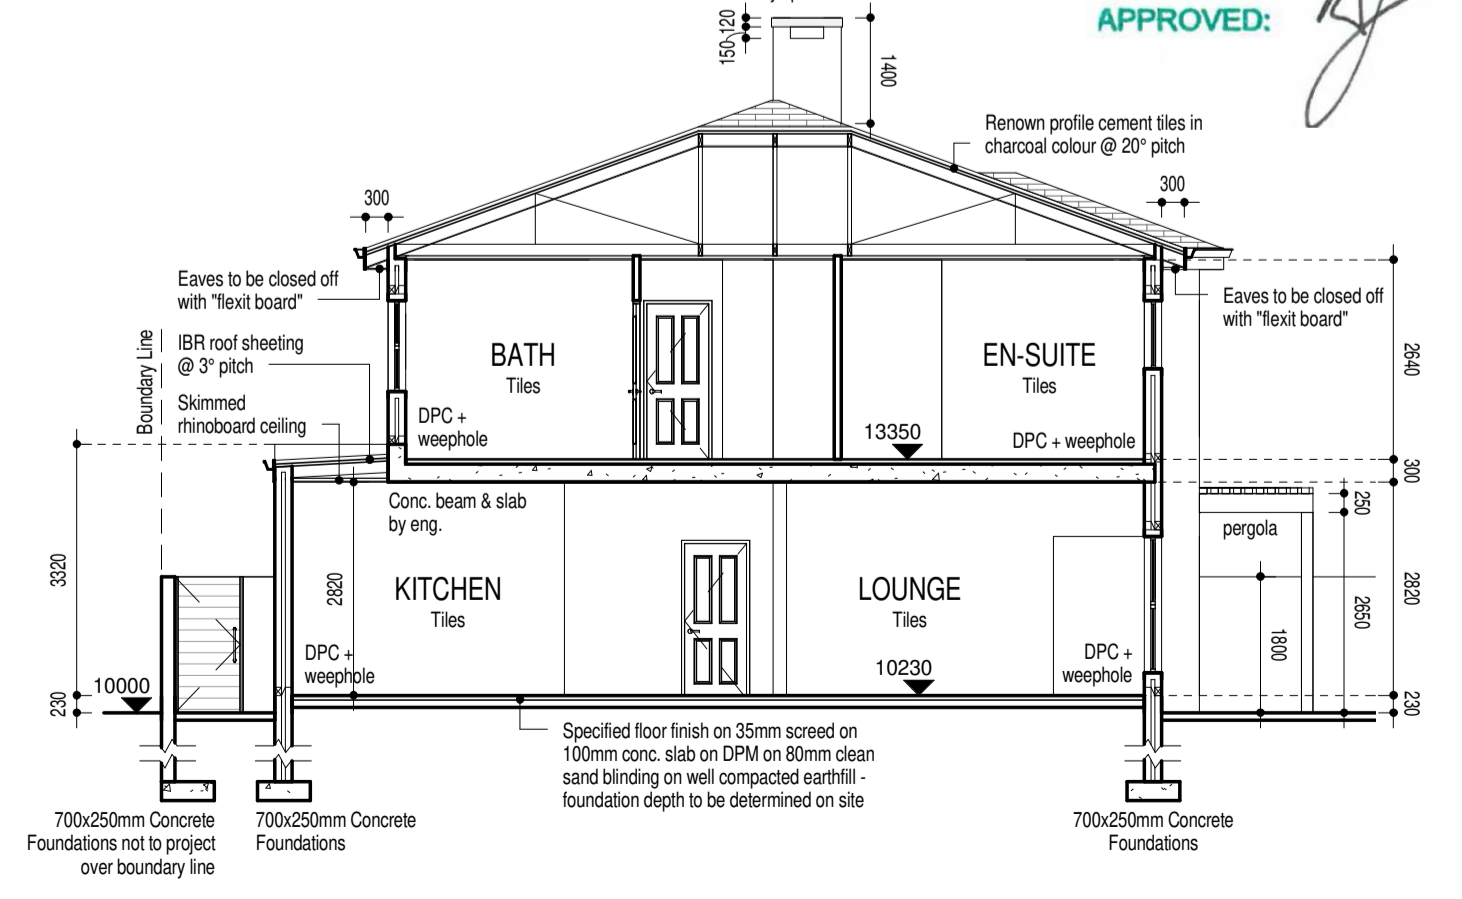 APPROVED:
120
150
1400
Renown profile cement tiles in
charcoal colour @ 20° pitch
300
300
Eaves to be closed off
with "flexit board"
Eaves to be closed off
with "flexit board"
Boundary Line
IBR roof sheeting
@ 3° pitch
Skimmed
rhinoboard ceiling
BATH
Tiles
EN-SUITE
Tiles
2640
DPC +
weephole
13350
DPC + weephole
300
Conc. beam & slab
by eng.
250
pergola
3320
2820
KITCHEN
Tiles
LOUNGE
Tiles
2820
2650
1800
DPC +
weephole
10230
DPC +
weephole
10000
230
230
Specified floor finish on 35mm screed on
100mm conc. slab on DPM on 80mm clean
sand blinding on well compacted earthfill -
foundation depth to be determined on site
700x250mm Concrete
Foundations not to project
over boundary line
700x250mm Concrete
Foundations
700x250mm Concrete
Foundations